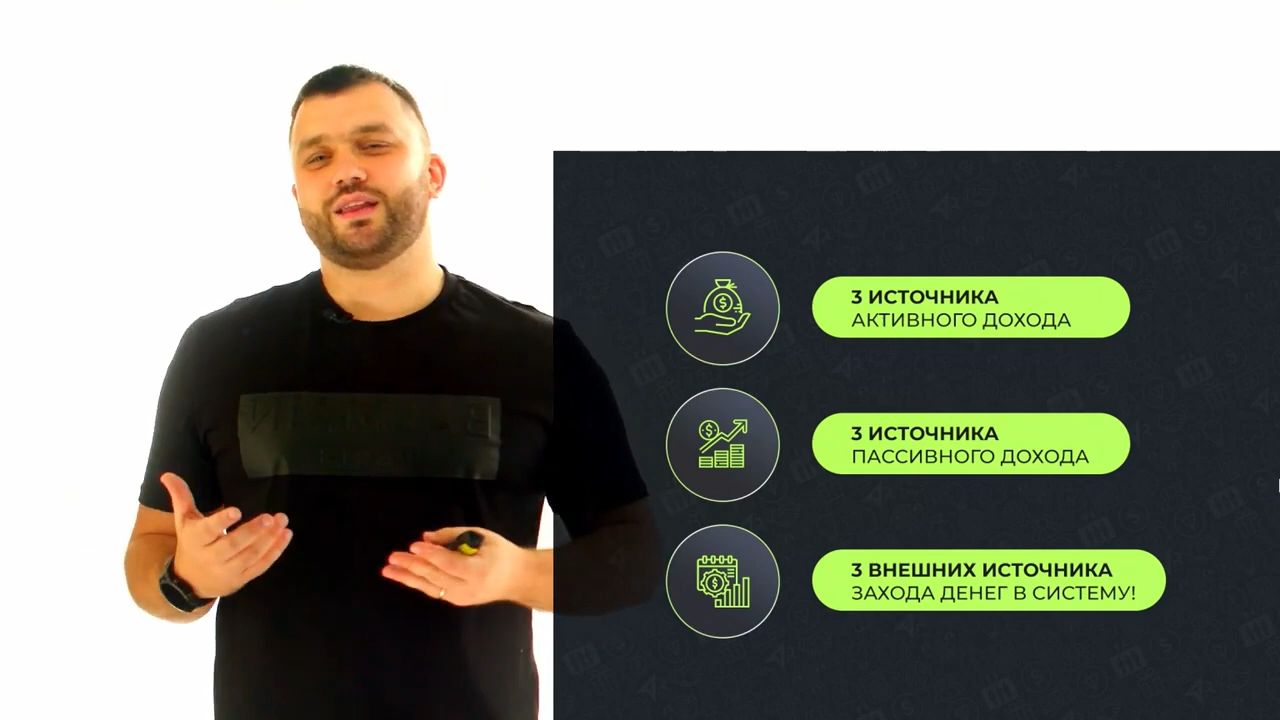 3 ИСТОЧНИКА
АКТИВНОГО ДОХОДА
3 ИСТОЧНИКА
ПАССИВНОГО ДОХОДА
3 ВНЕШНИХ ИСТОЧНИКА
ЗАХОДА ДЕНЕГ В СИСТЕМУ!